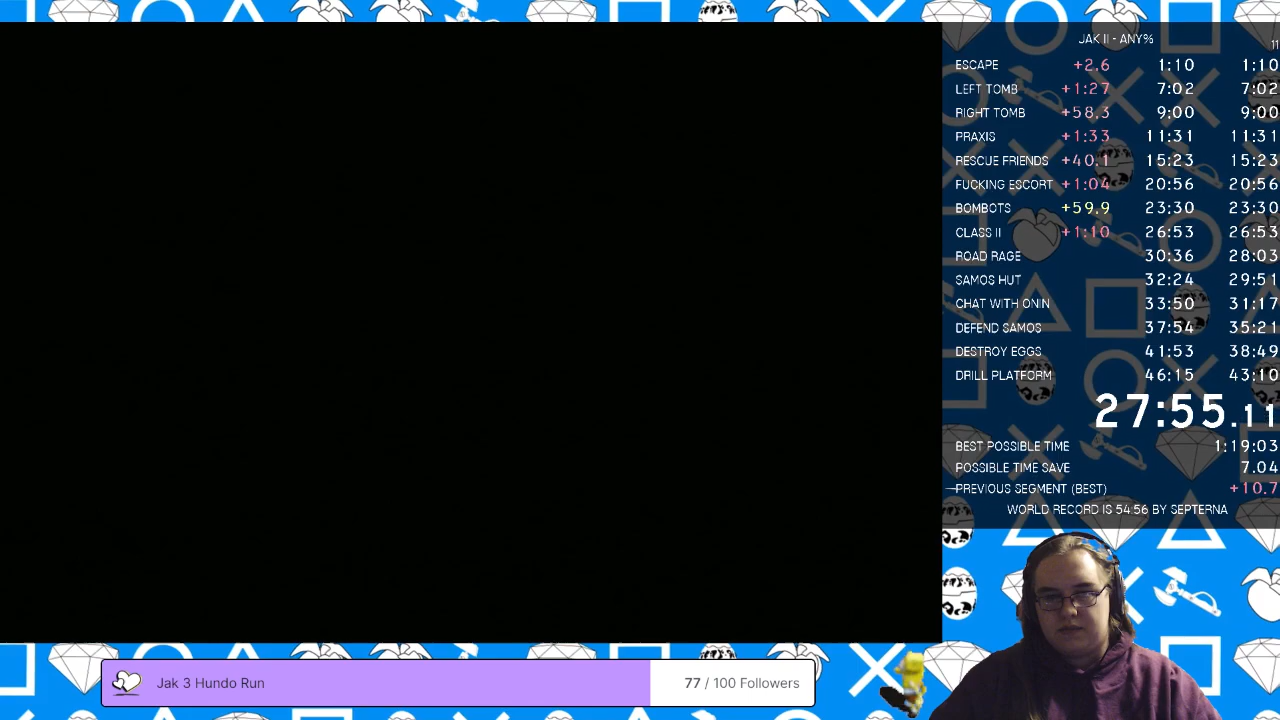 JAK II - ANY%
11
ESCAPE +2.6 1:10 1:10
LEFT TOMB +1:27 7:02 7:02
RIGHT TOMB +58.3 9:00 9:00
PRAXIS +1:33 11:31 11:31
RESCUE FRIENDS +40.1 15:23 15:23
FUCKING ESCORT +1:04 20:56 20:56
BOMBOTS +59.9 23:30 23:30
CLASS II +1:10 26:53 26:53
ROAD RAGE 30:36 28:03
SAMOS HUT 32:24 29:51
CHAT WITH ONIN 33:50 31:17
DEFEND SAMOS 37:54 35:21
DESTROY EGGS 41:53 38:49
DRILL PLATFORM 46:15 43:10
27:55.11
BEST POSSIBLE TIME 1:19:03
POSSIBLE TIME SAVE 7.04
PREVIOUS SEGMENT (BEST) +10.7
WORLD RECORD IS 54:56 BY SEPTERNA
Jak 3 Hundo Run 77 / 100 Followers